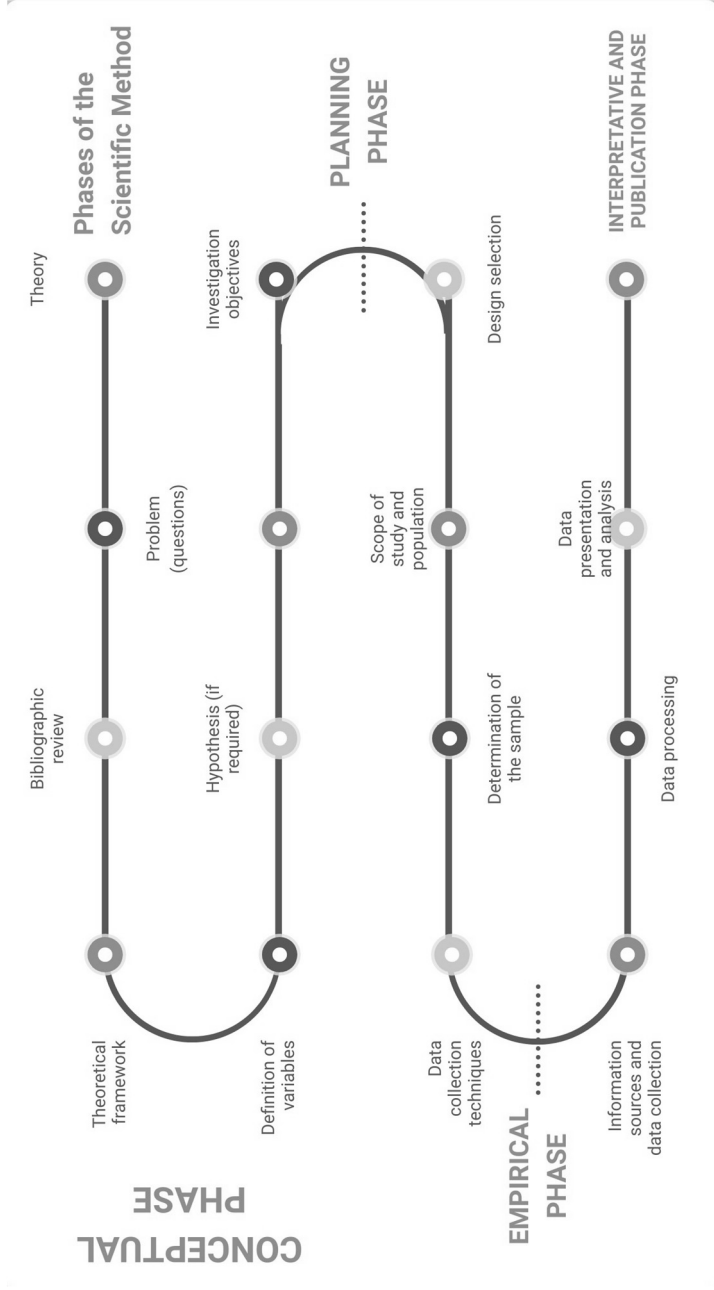 Phases of the
Scientific Method
Theory
Problem
(questions)
Bibliographic
review
Theoretical
framework
CONCEPTUAL
PHASE
Definition of
variables
Hypothesis (if
required)
Investigation
objectives
PLANNING
PHASE
Design selection
Scope of
study and
population
Determination of
the sample
Data
collection
techniques
EMPIRICAL
PHASE
Information
sources and
data collection
Data processing
Data
presentation
and analysis
INTERPRETATIVE AND
PUBLICATION PHASE